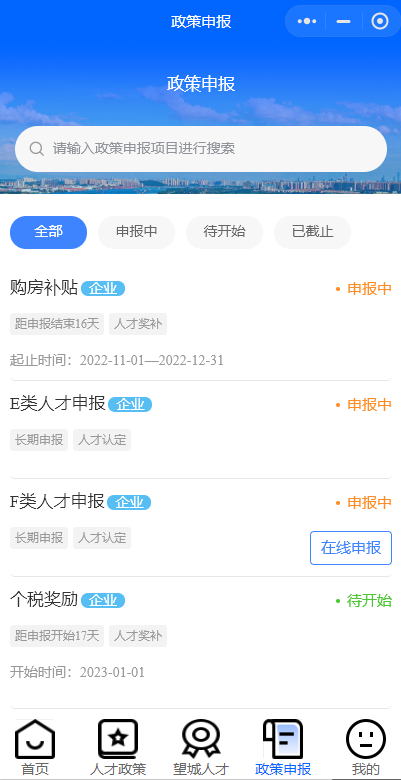 政策申报
政策申报
请输入政策申报项目进行搜索
全部 申报中 待开始 已截止
购房补贴 企业 • 申报中
距申报结束16天 人才奖补
起止时间：2022-11-01—2022-12-31
E类人才申报 企业 • 申报中
长期申报 人才认定
F类人才申报 企业 • 申报中
长期申报 人才认定
在线申报
个税奖励 企业 • 待开始
距申报开始17天 人才奖补
开始时间：2023-01-01
首页 人才政策 望城人才 政策申报 我的